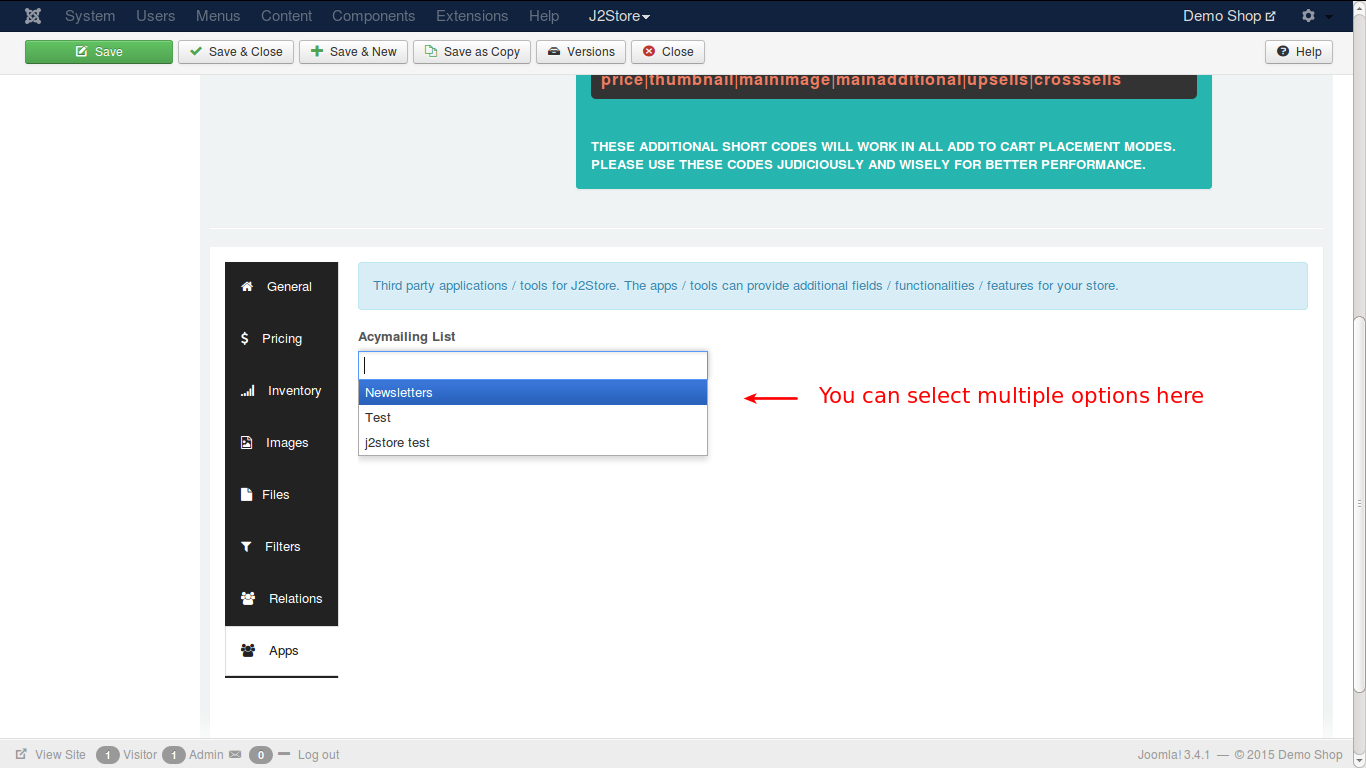 System Users Menus Content Components Extensions Help J2Store Demo Shop
Save Save & Close Save & New Save as Copy Versions Close Help
price|thumbnail|mainimage|mainadditional|upsells|crosssells
THESE ADDITIONAL SHORT CODES WILL WORK IN ALL ADD TO CART PLACEMENT MODES.
PLEASE USE THESE CODES JUDICIOUSLY AND WISELY FOR BETTER PERFORMANCE.
General
Pricing
Inventory
Images
Files
Filters
Relations
Apps
Third party applications / tools for J2Store. The apps / tools can provide additional fields / functionalities / features for your store.
Acymailing List
Newsletters
Test
j2store test
You can select multiple options here
View Site 1 Visitor 1 Admin 0 Log out Joomla! 3.4.1 — © 2015 Demo Shop